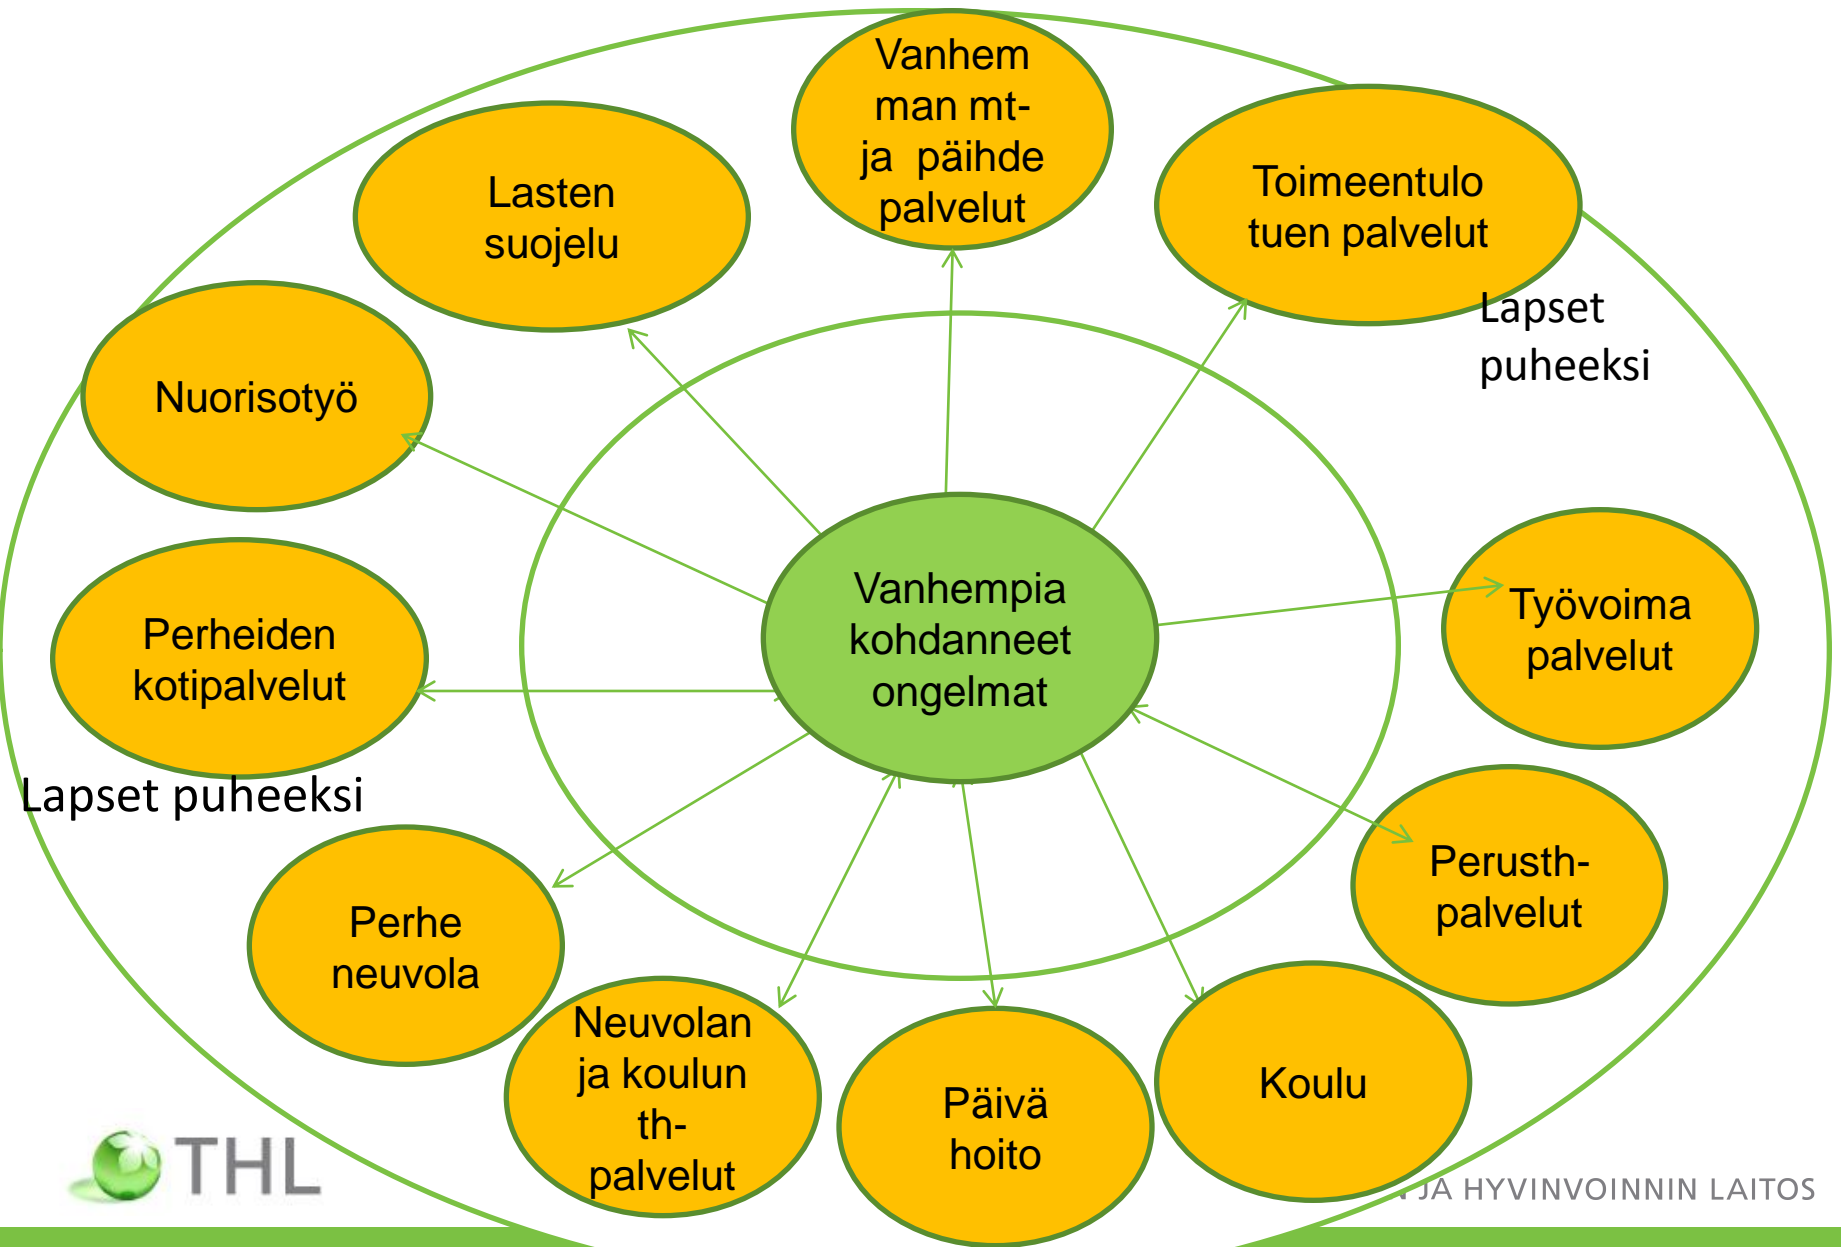 Vanhem
man mt-
ja päihde
palvelut
Lasten
suojelu
Toimeentulo
tuen palvelut
Lapset
puheeksi
Nuorisotyö
Vanhempia
kohdanneet
ongelmat
Työvoima
palvelut
Perheiden
kotipalvelut
Lapset puheeksi
Perusth-
palvelut
Perhe
neuvola
Neuvolan
ja koulun
th-
palvelut
Päivä
hoito
Koulu
THL
JA HYVINVOINNIN LAITOS